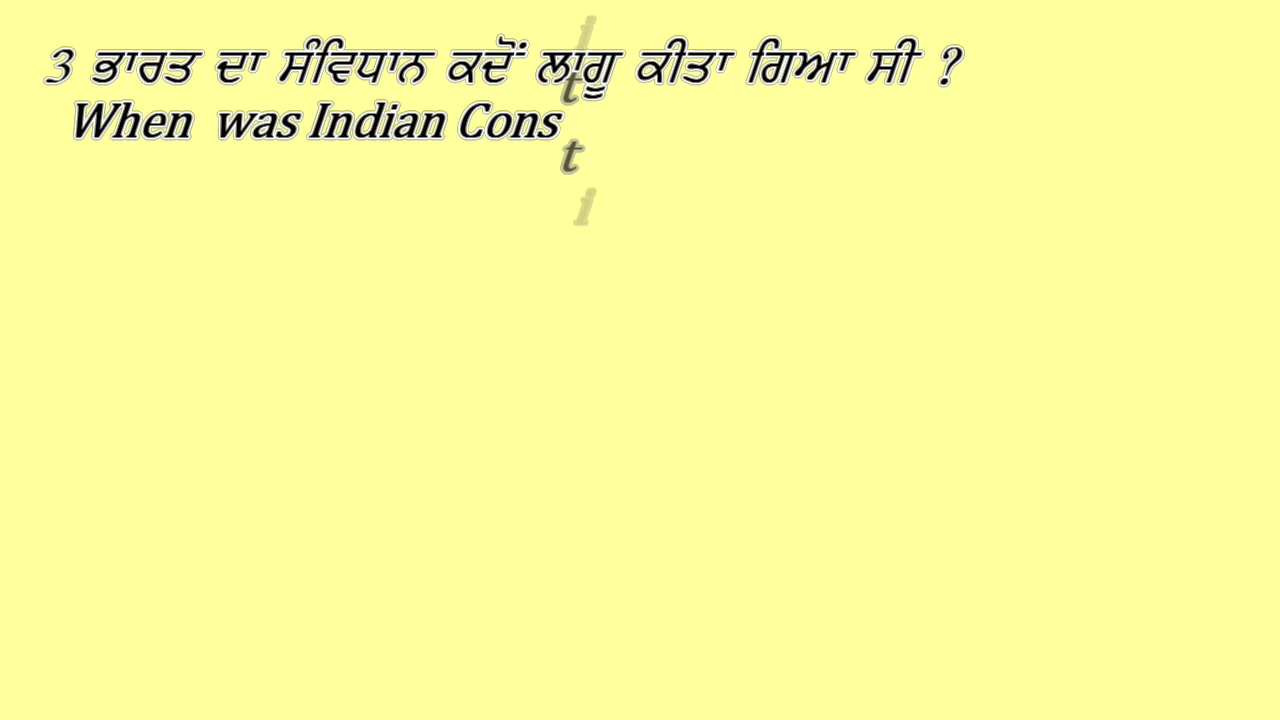 3 ਭਾਰਤ ਦਾ ਸੰਵਿਧਾਨ ਕਦੋਂ ਲਾਗੂ ਕੀਤਾ ਗਿਆ ਸੀ ?
When was Indian Cons